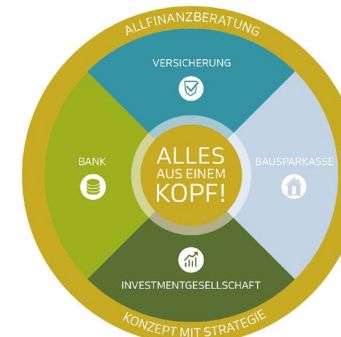 ALLFINANZBERATUNG
VERSICHERUNG
BANK
ALLES
AUS EINEM
KOPF!
BAUSPARKASSE
INVESTMENTGESELLSCHAFT
KONZEPT MIT STRATEGIE